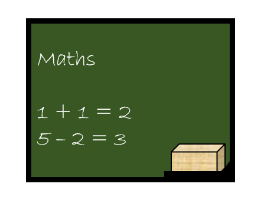 Maths
1 + 1 = 2
5 - 2 = 3